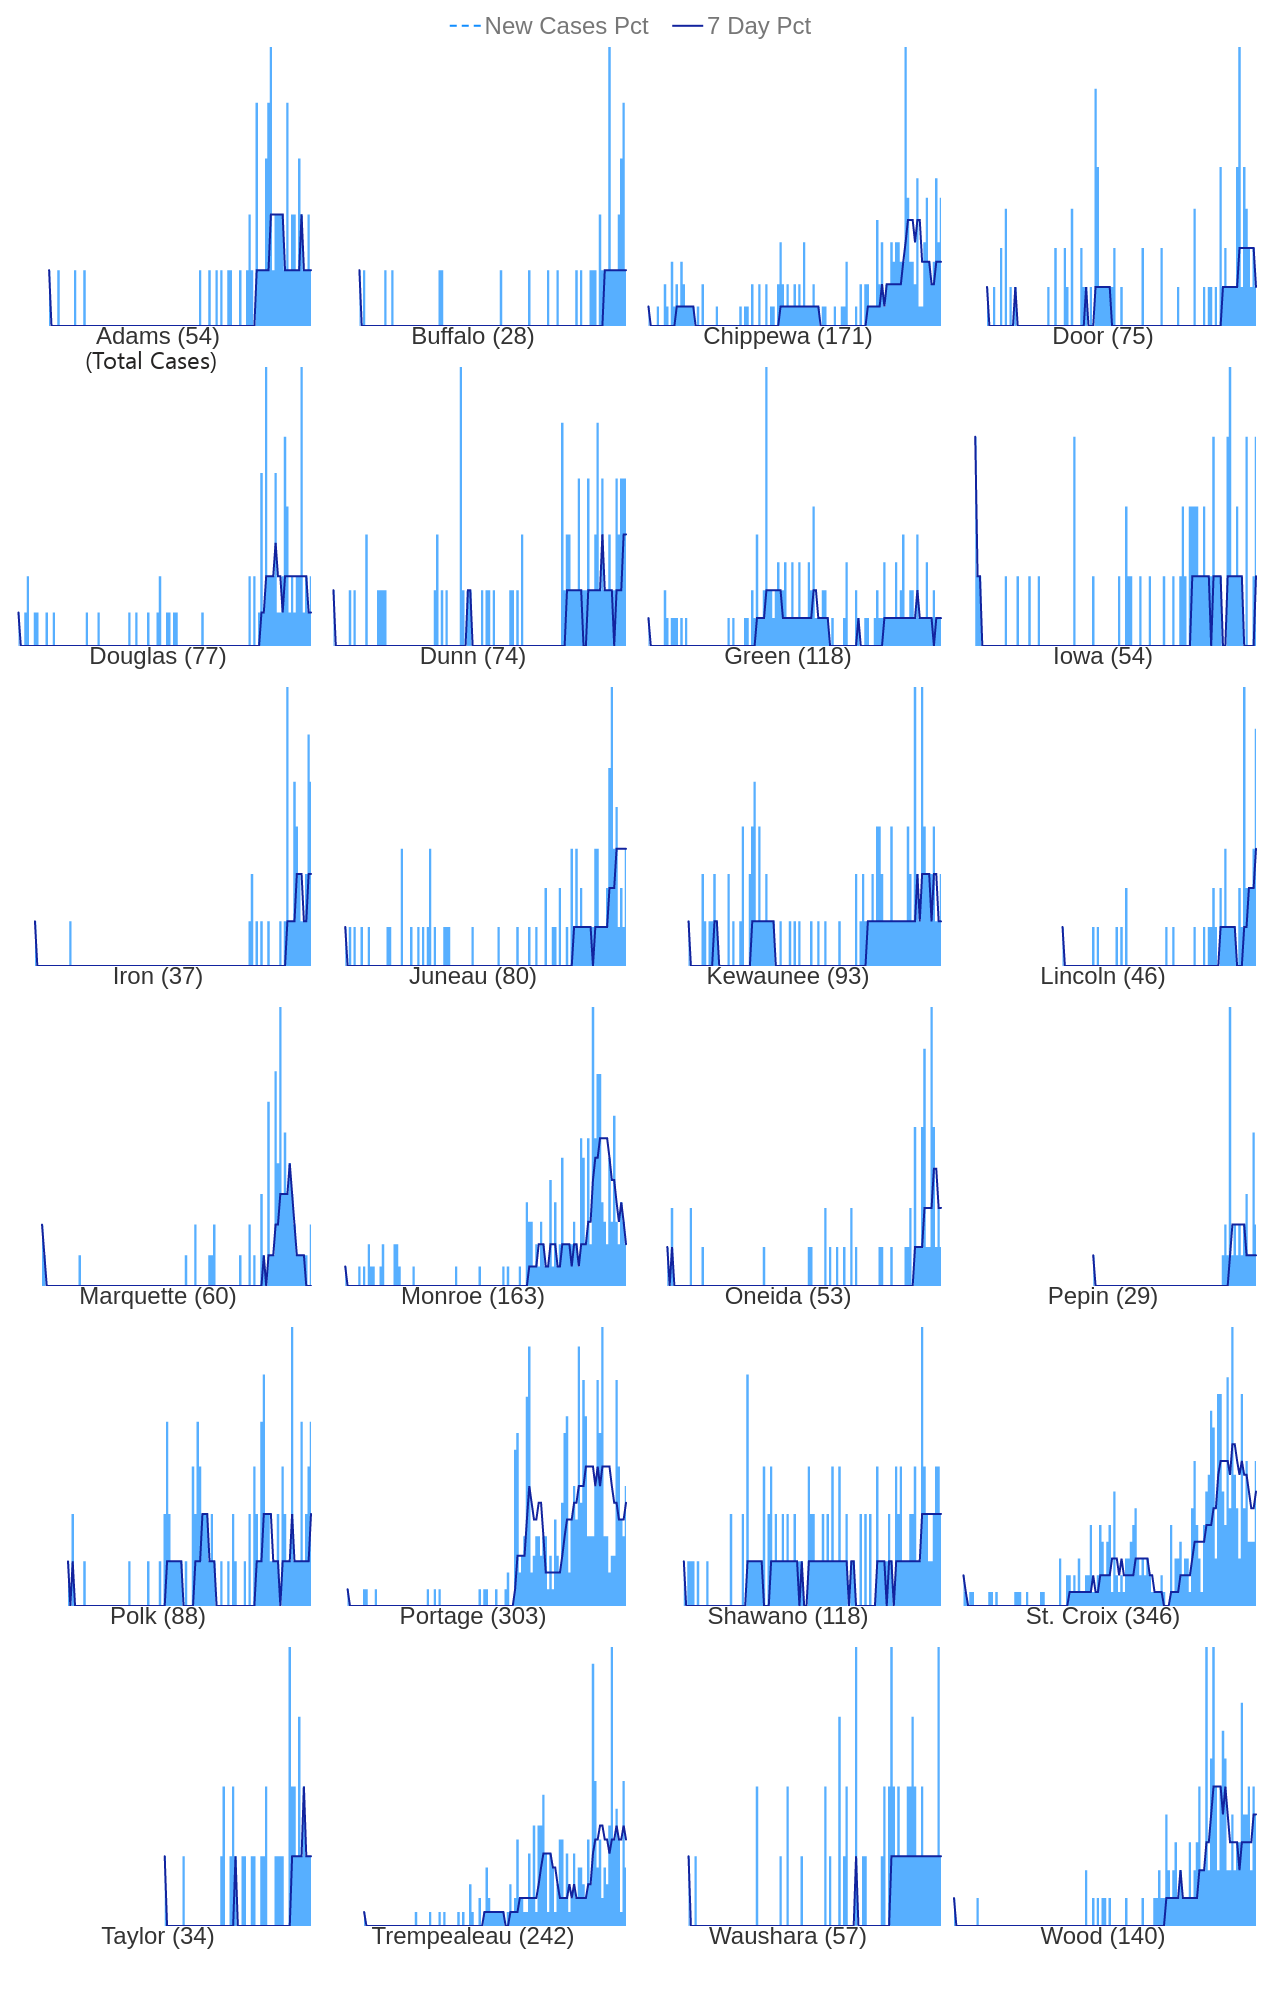 New Cases Pct 7 Day Pct
Adams (54) Buffalo (28) Chippewa (171) Door (75)
(Total Cases)
Douglas (77) Dunn (74) Green (118) Iowa (54)
Iron (37) Juneau (80) Kewaunee (93) Lincoln (46)
Marquette (60) Monroe (163) Oneida (53) Pepin (29)
Polk (88) Portage (303) Shawano (118) St. Croix (346)
Taylor (34) Trempealeau (242) Waushara (57) Wood (140)